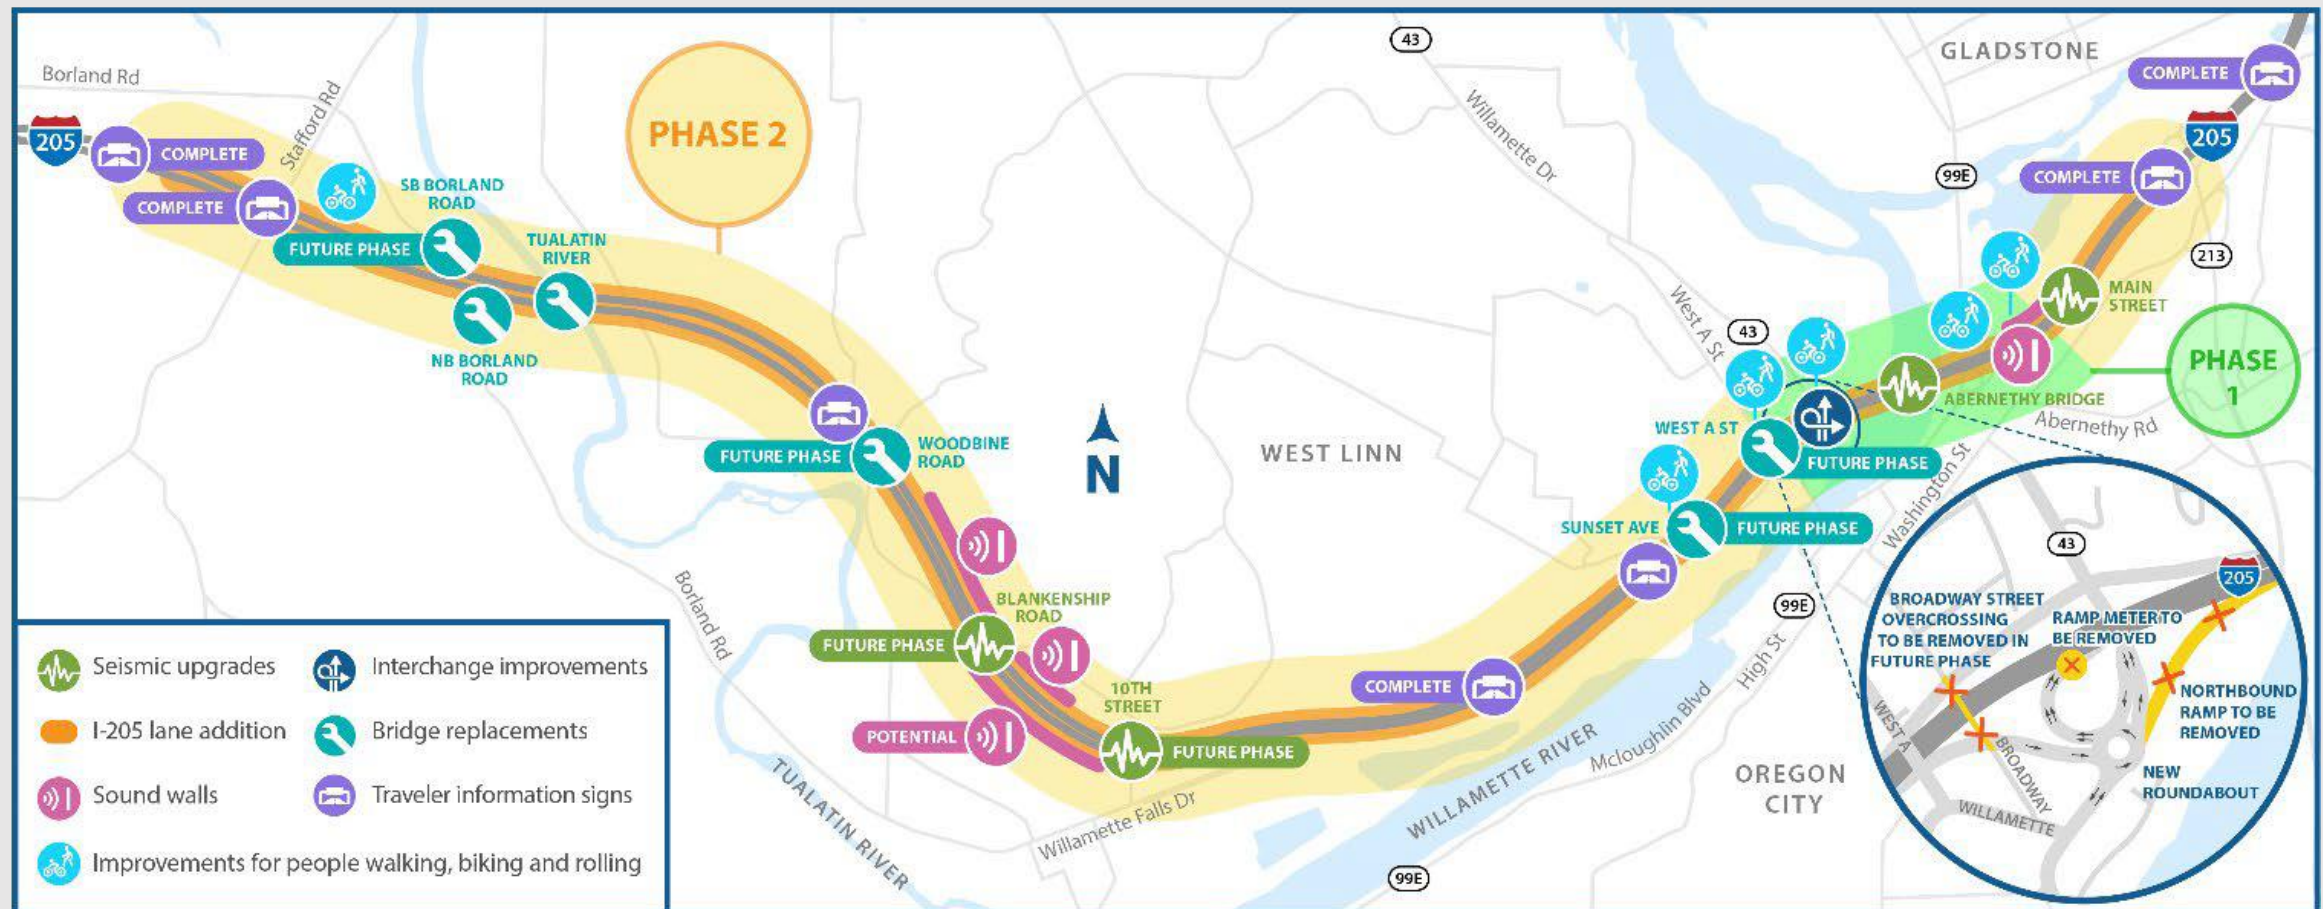 Borland Rd
205
COMPLETE
COMPLETE
Stafford Rd
SB BORLAND
ROAD
FUTURE PHASE
TUALATIN
RIVER
NB BORLAND
ROAD
PHASE 2
FUTURE PHASE
WOODBINE
ROAD
N
WEST LINN
BLANKENSHIP
ROAD
FUTURE PHASE
POTENTIAL
10TH
STREET
FUTURE PHASE
Borland Rd
TUALATIN RIVER
Willamette Falls Dr
COMPLETE
WILLAMETTE RIVER
Mcloughlin Blvd
High St
99E
99E
OREGON
CITY
43
Willamette Dr
West A St
43
WEST A ST
FUTURE PHASE
SUNSET AVE
FUTURE PHASE
Washington St
ABERNETHY BRIDGE
Abernethy Rd
PHASE
1
MAIN
STREET
213
99E
COMPLETE
205
GLADSTONE
COMPLETE
43
205
BROADWAY STREET
OVERCROSSING
TO BE REMOVED IN
FUTURE PHASE
RAMP METER TO
BE REMOVED
NORTHBOUND
RAMP TO BE
REMOVED
NEW
ROUNDABOUT
WEST A
BROADWAY
WILLAMETTE
Seismic upgrades
I-205 lane addition
Sound walls
Interchange improvements
Bridge replacements
Traveler information signs
Improvements for people walking, biking and rolling